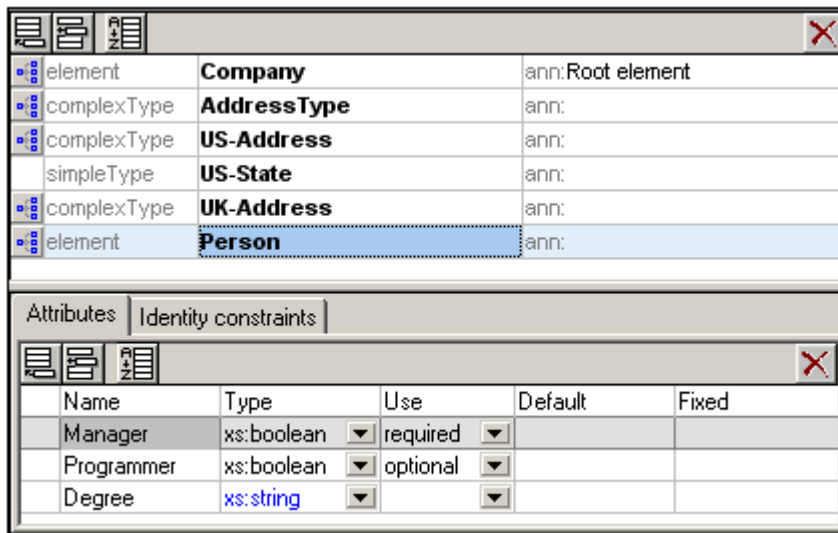 element Company ann:Root element
complexType AddressType ann:
complexType US-Address ann:
simpleType US-State ann:
complexType UK-Address ann:
element Person ann:
Attributes Identity constraints
Name Type Use Default Fixed
Manager xs:boolean required
Programmer xs:boolean optional
Degree xs:string